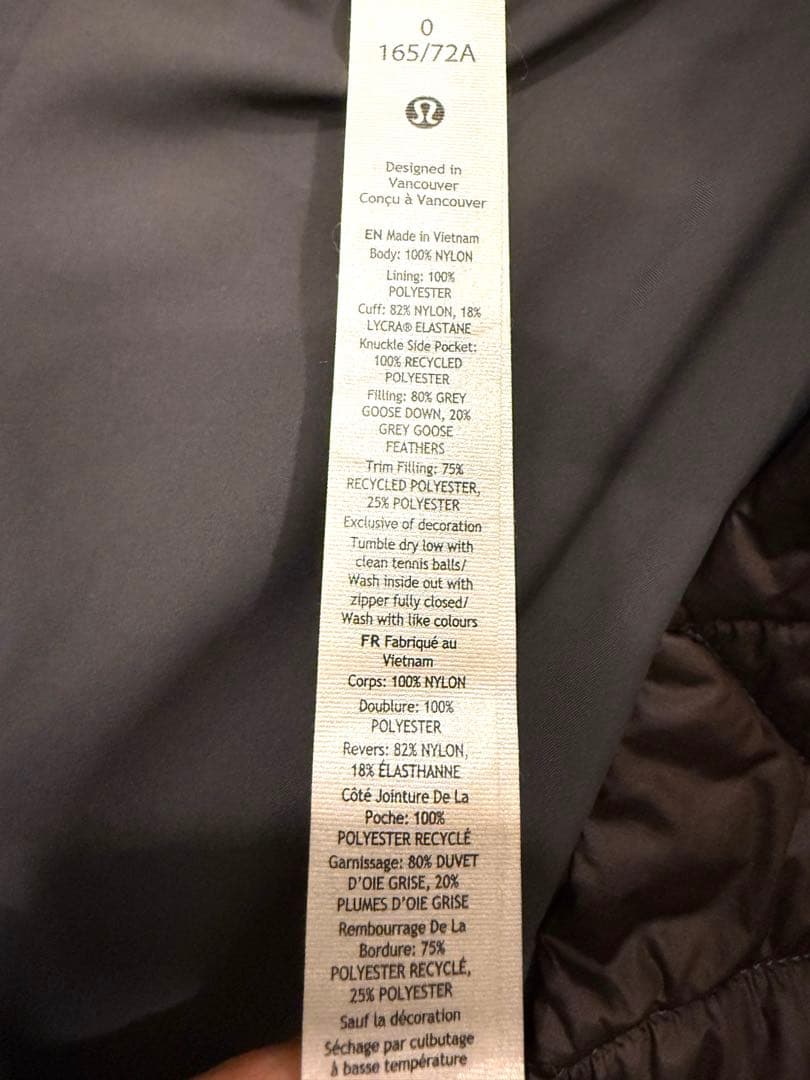 0
165/72A
Designed in
Vancouver
Conçu à Vancouver
EN Made in Vietnam
Body: 100% NYLON
Lining: 100%
POLYESTER
Cuff: 82% NYLON, 18%
LYCRA® ELASTANE
Knuckle Side Pocket:
100% RECYCLED
POLYESTER
Filling: 80% GREY
GOOSE DOWN, 20%
GREY GOOSE
FEATHERS
Trim Filling: 75%
RECYCLED POLYESTER,
25% POLYESTER
Exclusive of decoration
Tumble dry low with
clean tennis balls/
Wash inside out with
zipper fully closed/
Wash with like colours
FR Fabriqué au
Vietnam
Corps: 100% NYLON
Doublure: 100%
POLYESTER
Revers: 82% NYLON,
18% ÉLASTHANNE
Côté Jointure De La
Poche: 100%
POLYESTER RECYCLÉ
Garnissage: 80% DUVET
D'OIE GRISE, 20%
PLUMES D'OIE GRISE
Rembourrage De La
Bordure: 75%
POLYESTER RECYCLÉ,
25% POLYESTER
Sauf la décoration
Séchage par culbutage
à basse température